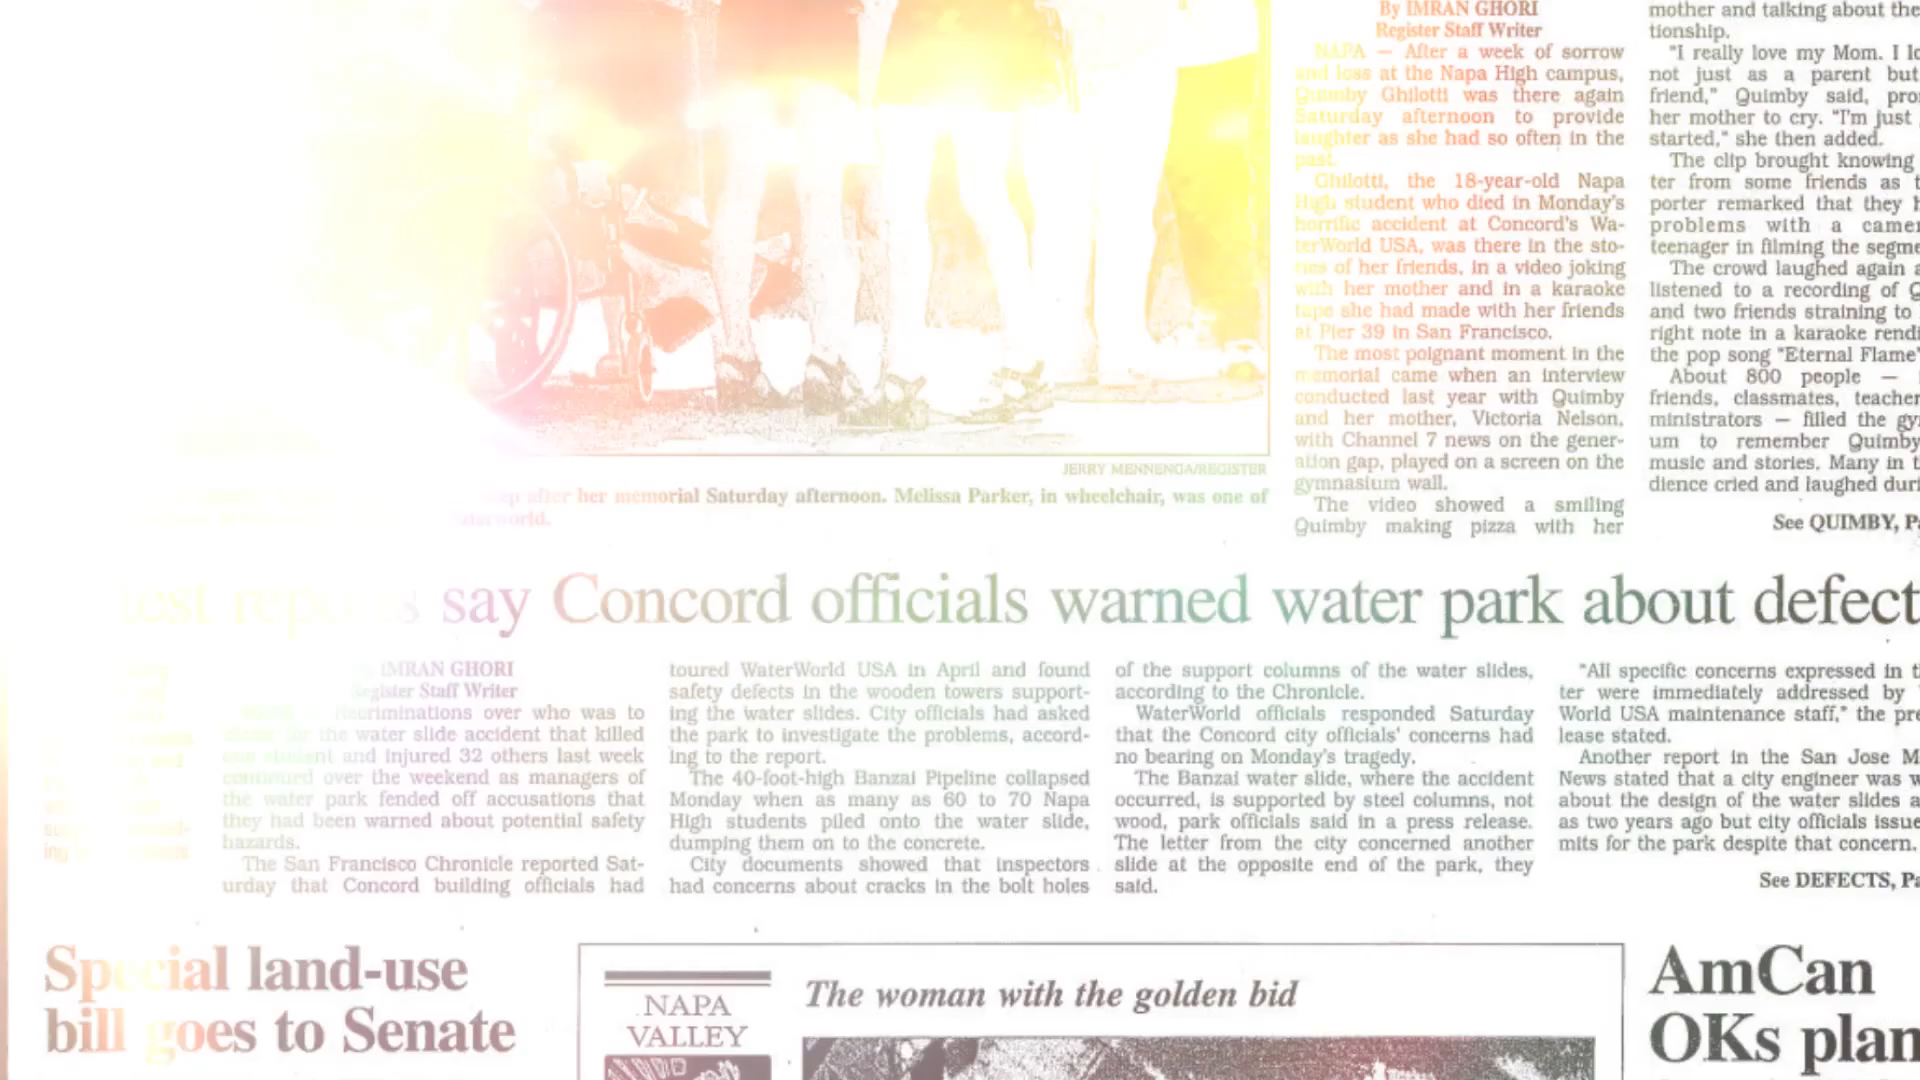 JERRY MENNENGA/REGISTER
after her memorial Saturday afternoon. Melissa Parker, in wheelchair, was one of
By IMRAN GHORI
Register Staff Writer
NAPA — After a week of sorrow
and loss at the Napa High campus,
Quimby Ghilotti was there again
Saturday afternoon to provide
laughter as she had so often in the
past.
Ghilotti, the 18-year-old Napa
High student who died in Monday's
horrific accident at Concord's Wa-
terWorld USA, was there in the sto-
ries of her friends, in a video joking
with her mother and in a karaoke
tape she had made with her friends
at Pier 39 in San Francisco.
The most poignant moment in the
memorial came when an interview
conducted last year with Quimby
and her mother, Victoria Nelson,
with Channel 7 news on the gener-
ation gap, played on a screen on the
gymnasium wall.
The video showed a smiling
Quimby making pizza with her
mother and talking about the
tionship.
"I really love my Mom. I
not just as a parent but
friend," Quimby said,
her mother to cry. "I'm just
started," she then added.
The clip brought knowing
ter from some friends as
porter remarked that they
problems with a
teenager in filming the
The crowd laughed again
listened to a recording of
and two friends straining to
right note in a karaoke
the pop song "Eternal Flame"
About 800 people —
friends, classmates,
ministrators — filled the
um to remember Quimby
music and stories. Many in
dience cried and laughed
See QUIMBY,
say Concord officials warned water park about defect
IMRAN GHORI
Register Staff Writer
over who was to
the water slide accident that killed
one student and injured 32 others last week
continued over the weekend as managers of
the water park fended off accusations that
they had been warned about potential safety
hazards.
The San Francisco Chronicle reported Sat-
urday that Concord building officials had
toured WaterWorld USA in April and found
safety defects in the wooden towers support-
ing the water slides. City officials had asked
the park to investigate the problems, accord-
ing to the report.
The 40-foot-high Banzai Pipeline collapsed
Monday when as many as 60 to 70 Napa
High students piled onto the water slide,
dumping them on to the concrete.
City documents showed that inspectors
had concerns about cracks in the bolt holes
of the support columns of the water slides,
according to the Chronicle.
WaterWorld officials responded Saturday
that the Concord city officials' concerns had
no bearing on Monday's tragedy.
The Banzai water slide, where the accident
occurred, is supported by steel columns, not
wood, park officials said in a press release.
The letter from the city concerned another
slide at the opposite end of the park, they
said.
"All specific concerns expressed in
ter were immediately addressed by
World USA maintenance staff," the
lease stated.
Another report in the San Jose
News stated that a city engineer was
about the design of the water slides
as two years ago but city officials
mits for the park despite that concern.
See DEFECTS,
Special land-use
bill goes to Senate
NAPA
VALLEY
The woman with the golden bid
AmCan
OKs plan